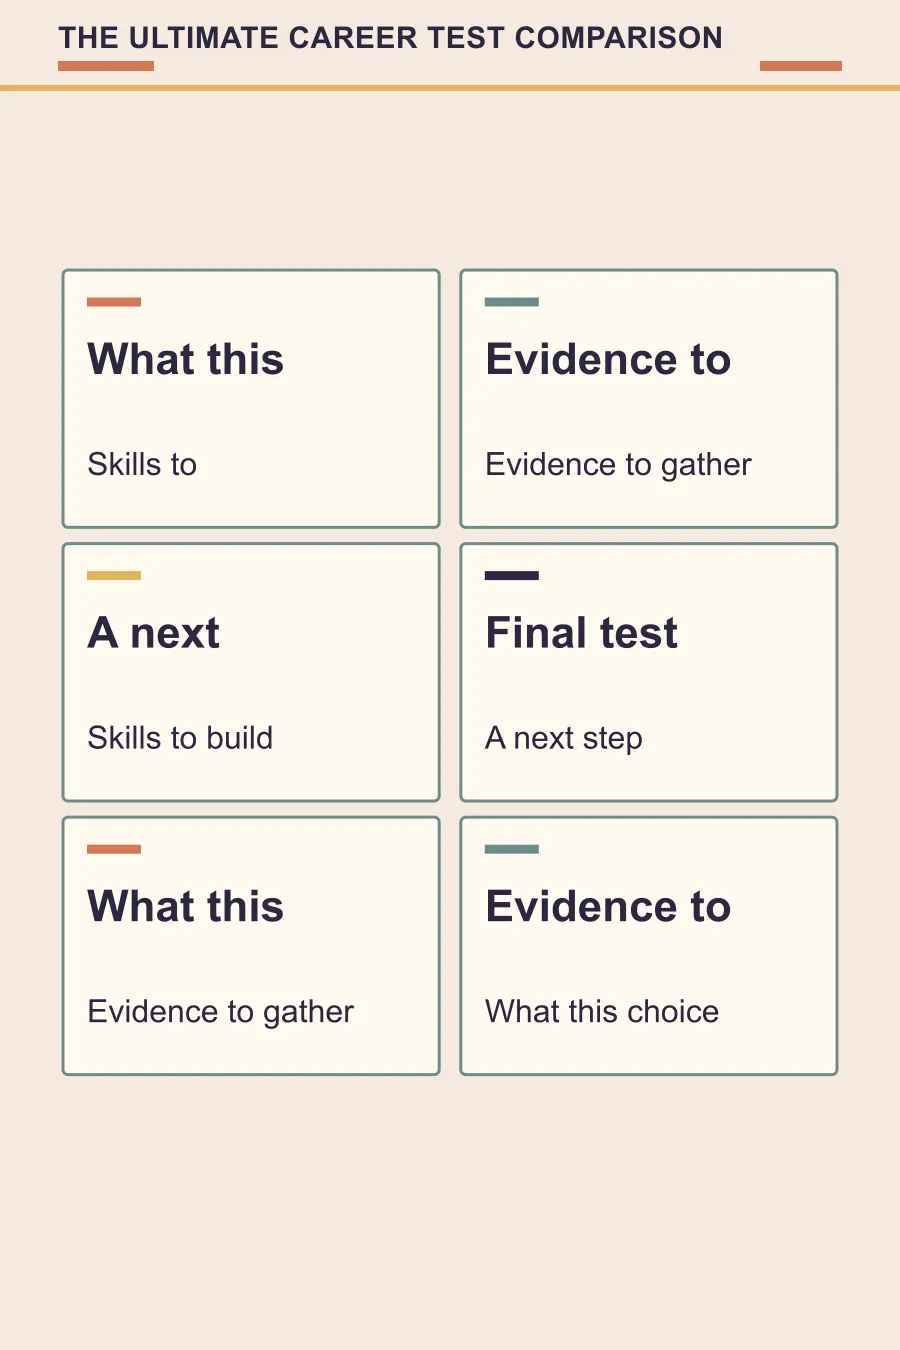 THE ULTIMATE CAREER TEST COMPARISON
What this
Skills to
Evidence to
Evidence to gather
A next
Skills to build
Final test
A next step
What this
Evidence to gather
Evidence to
What this choice